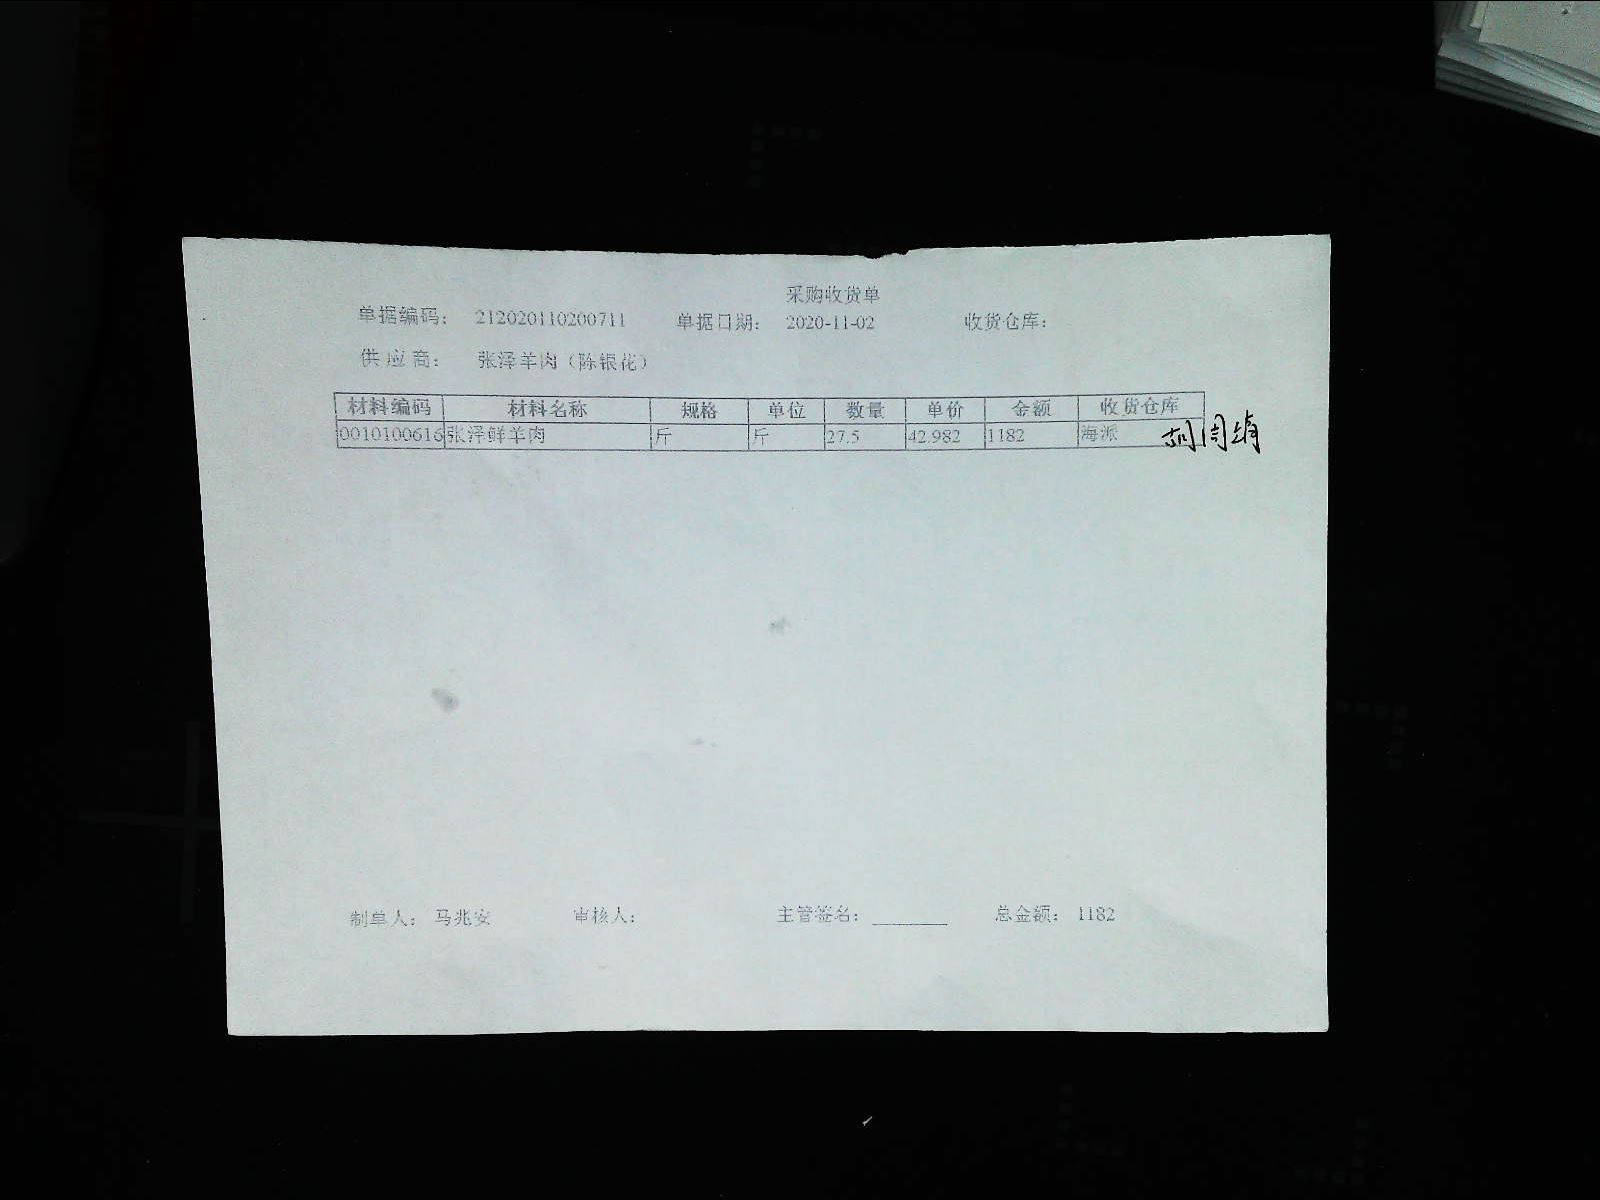 采购收货单
单据编码： 212020110200711 单据日期： 2020-11-02 收货仓库：
供应商： 张泽羊肉（陈银花）
材料编码 材料名称 规格 单位 数量 单价 金额 收货仓库
0010100616 张泽鲜羊肉 斤 斤 27.5 42.982 1182 海派
制单人： 马兆安 审核人： 主管签名： 总金额： 1182